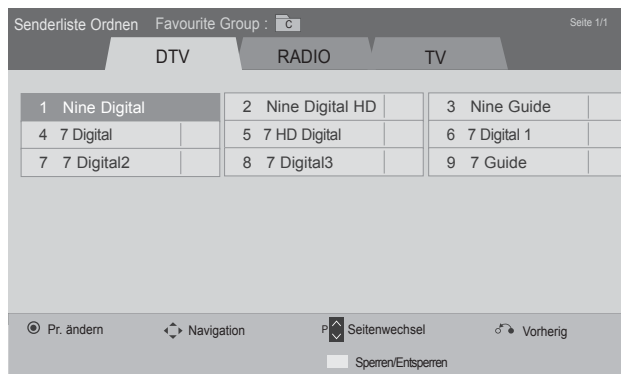 Senderliste Ordnen Favourite Group : C Seite 1/1
DTV RADIO TV
1 Nine Digital 2 Nine Digital HD 3 Nine Guide
4 7 Digital 5 7 HD Digital 6 7 Digital 1
7 7 Digital2 8 7 Digital3 9 7 Guide
Pr. ändern Navigation P Seitenwechsel Vorherig
Sperren/Entsperren